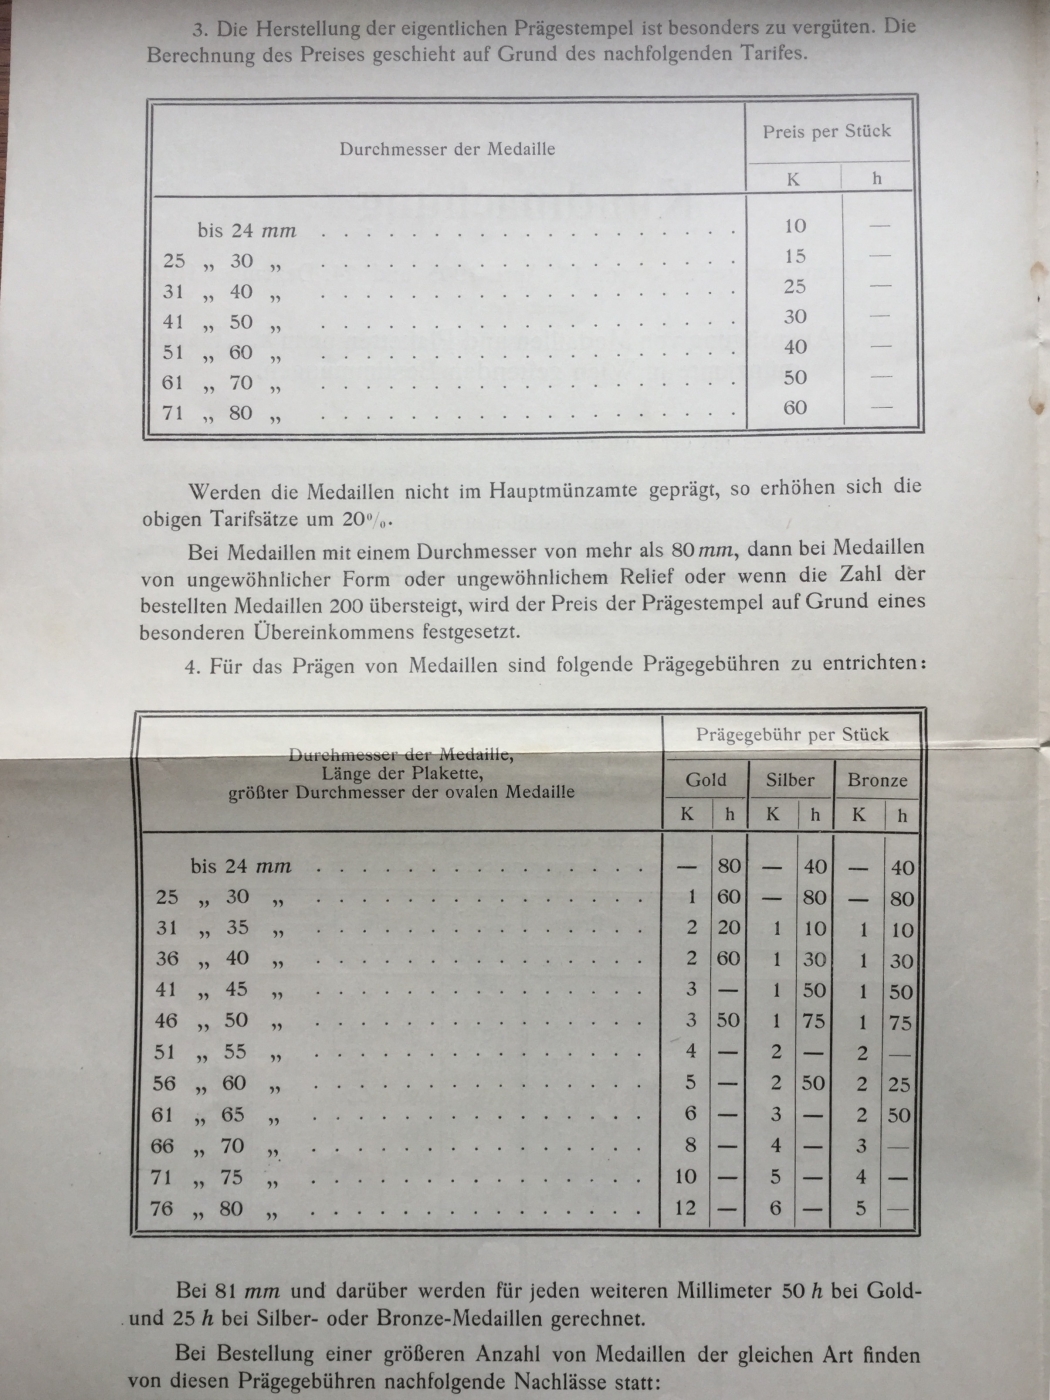 3. Die Herstellung der eigentlichen Prägestempel ist besonders zu vergüten. Die
Berechnung des Preises geschieht auf Grund des nachfolgenden Tarifes.
Durchmesser der Medaille
Preis per Stück
K h
bis 24 mm . . . . . . . . . . . . . . . . . . . 10 —
25 „ 30 „ . . . . . . . . . . . . . . . . . . . 15 —
31 „ 40 „ . . . . . . . . . . . . . . . . . . . 25 —
41 „ 50 „ . . . . . . . . . . . . . . . . . . . 30 —
51 „ 60 „ . . . . . . . . . . . . . . . . . . . 40 —
61 „ 70 „ . . . . . . . . . . . . . . . . . . . 50 —
71 „ 80 „ . . . . . . . . . . . . . . . . . . . 60 —
Werden die Medaillen nicht im Hauptmünzamte geprägt, so erhöhen sich die
obigen Tarifsätze um 20%.
Bei Medaillen mit einem Durchmesser von mehr als 80 mm, dann bei Medaillen
von ungewöhnlicher Form oder ungewöhnlichem Relief oder wenn die Zahl der
bestellten Medaillen 200 übersteigt, wird der Preis der Prägestempel auf Grund eines
besonderen Übereinkommens festgesetzt.
4. Für das Prägen von Medaillen sind folgende Prägegebühren zu entrichten:
Durchmesser der Medaille,
Länge der Plakette,
größter Durchmesser der ovalen Medaille
Prägegebühr per Stück
Gold Silber Bronze
K h K h K h
bis 24 mm . . . . . . . . . . . . . . . — 80 — 40 — 40
25 „ 30 „ . . . . . . . . . . . . . . . 1 60 — 80 — 80
31 „ 35 „ . . . . . . . . . . . . . . . 2 20 1 10 1 10
36 „ 40 „ . . . . . . . . . . . . . . . 2 60 1 30 1 30
41 „ 45 „ . . . . . . . . . . . . . . . 3 — 1 50 1 50
46 „ 50 „ . . . . . . . . . . . . . . . 3 50 1 75 1 75
51 „ 55 „ . . . . . . . . . . . . . . . 4 — 2 — 2 —
56 „ 60 „ . . . . . . . . . . . . . . . 5 — 2 50 2 25
61 „ 65 „ . . . . . . . . . . . . . . . 6 — 3 — 2 50
66 „ 70 „ . . . . . . . . . . . . . . . 8 — 4 — 3 —
71 „ 75 „ . . . . . . . . . . . . . . . 10 — 5 — 4 —
76 „ 80 „ . . . . . . . . . . . . . . . 12 — 6 — 5 —
Bei 81 mm und darüber werden für jeden weiteren Millimeter 50 h bei Gold-
und 25 h bei Silber- oder Bronze-Medaillen gerechnet.
Bei Bestellung einer größeren Anzahl von Medaillen der gleichen Art finden
von diesen Prägegebühren nachfolgende Nachlässe statt: